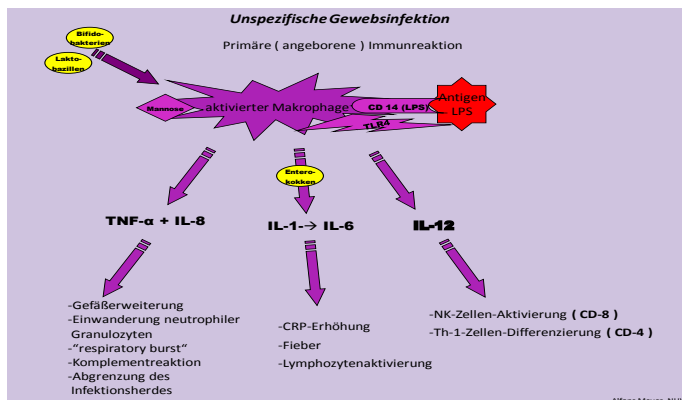 Unspezifische Gewebsinfektion
Primäre ( angeborene ) Immunreaktion
Bifido-
bakterien
Lakto-
bazillen
Mannose
aktivierter Makrophage
CD 14 (LPS)
Antigen
LPS
TLR4
Entero-
kokken
TNF-α + IL-8
IL-1-→ IL-6
IL-12
-Gefäßerweiterung
-Einwanderung neutrophiler
Granulozyten
-“respiratory burst“
-Komplementreaktion
-Abgrenzung des
Infektionsherdes
-CRP-Erhöhung
-Fieber
-Lymphozytenaktivierung
-NK-Zellen-Aktivierung ( CD-8 )
-Th-1-Zellen-Differenzierung ( CD-4 )